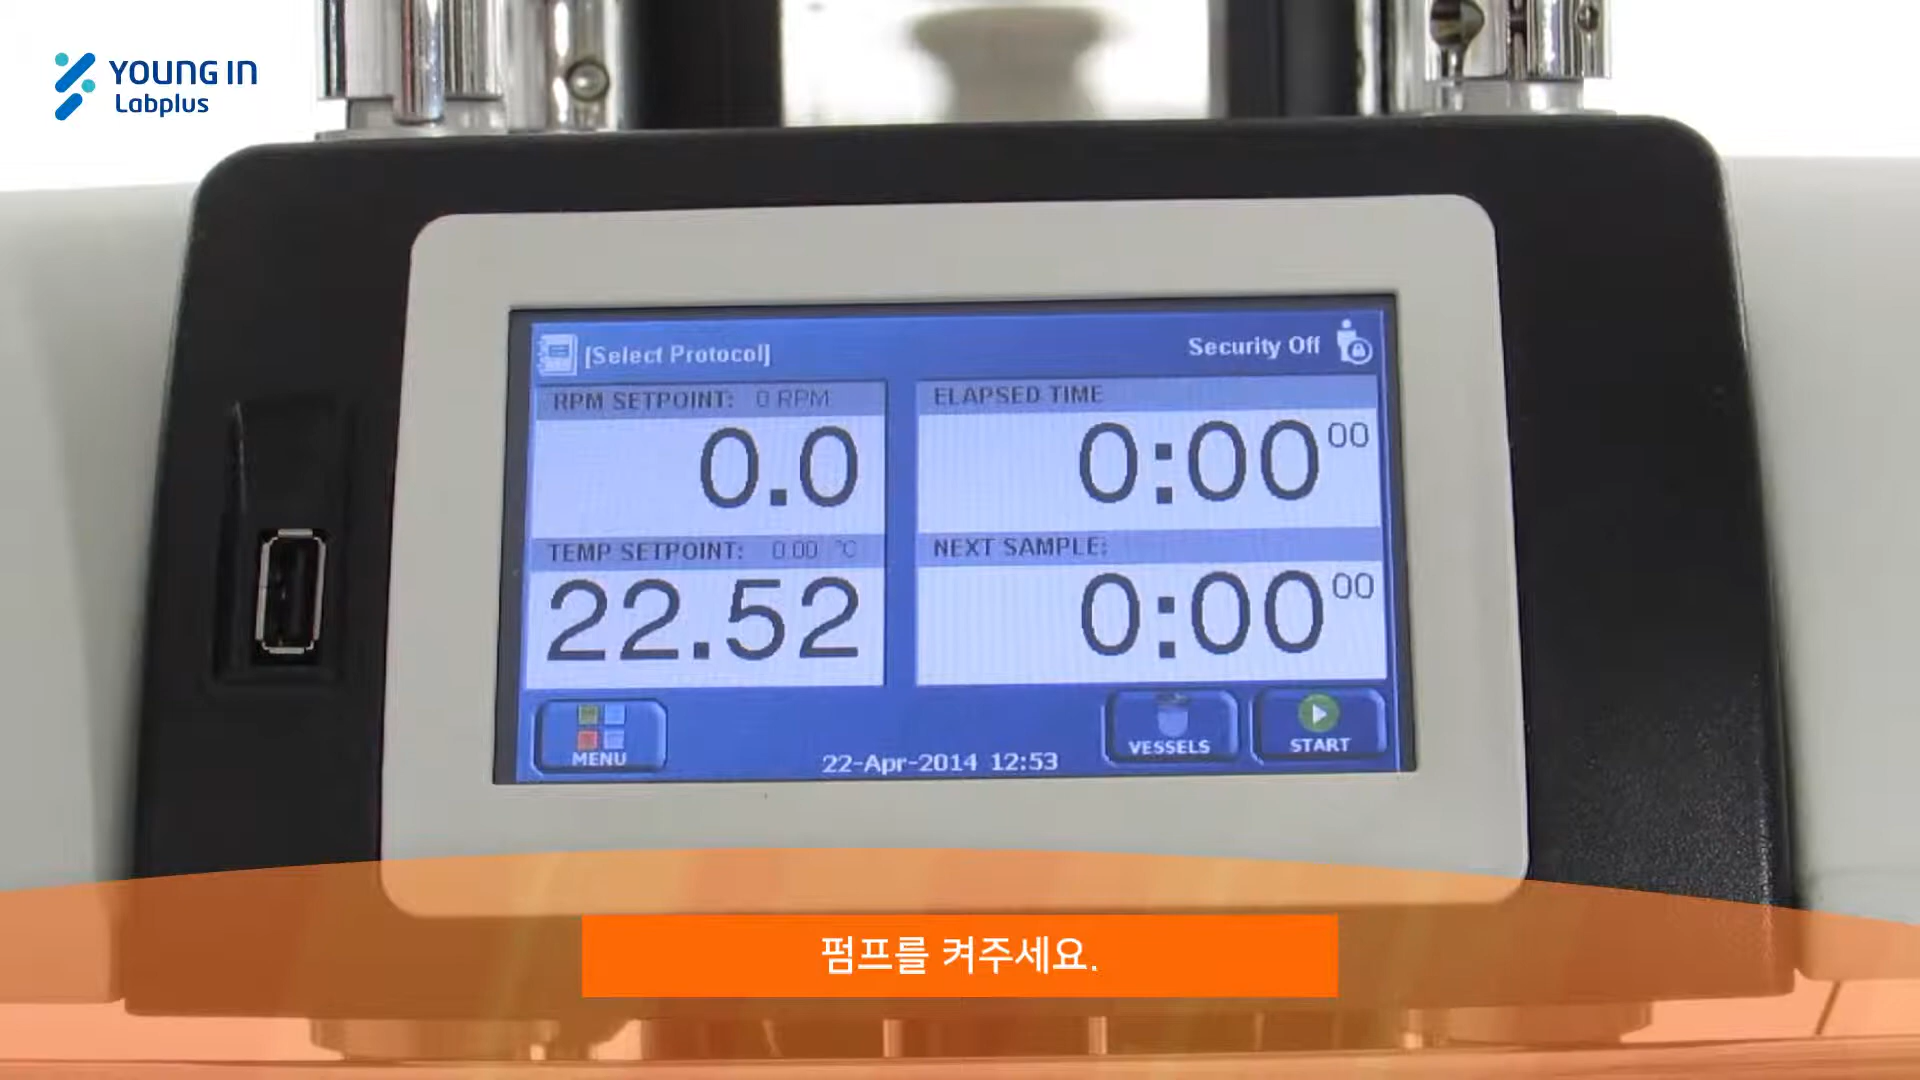 YOUNG IN
Labplus
[Select Protocol]
Security Off
RPM SETPOINT: 0 RPM
0.0
ELAPSED TIME
0:00 00
TEMP SETPOINT: 0.00 °C
22.52
NEXT SAMPLE:
0:00 00
MENU
22-Apr-2014 12:53
VESSELS
START
펌프를 켜주세요.